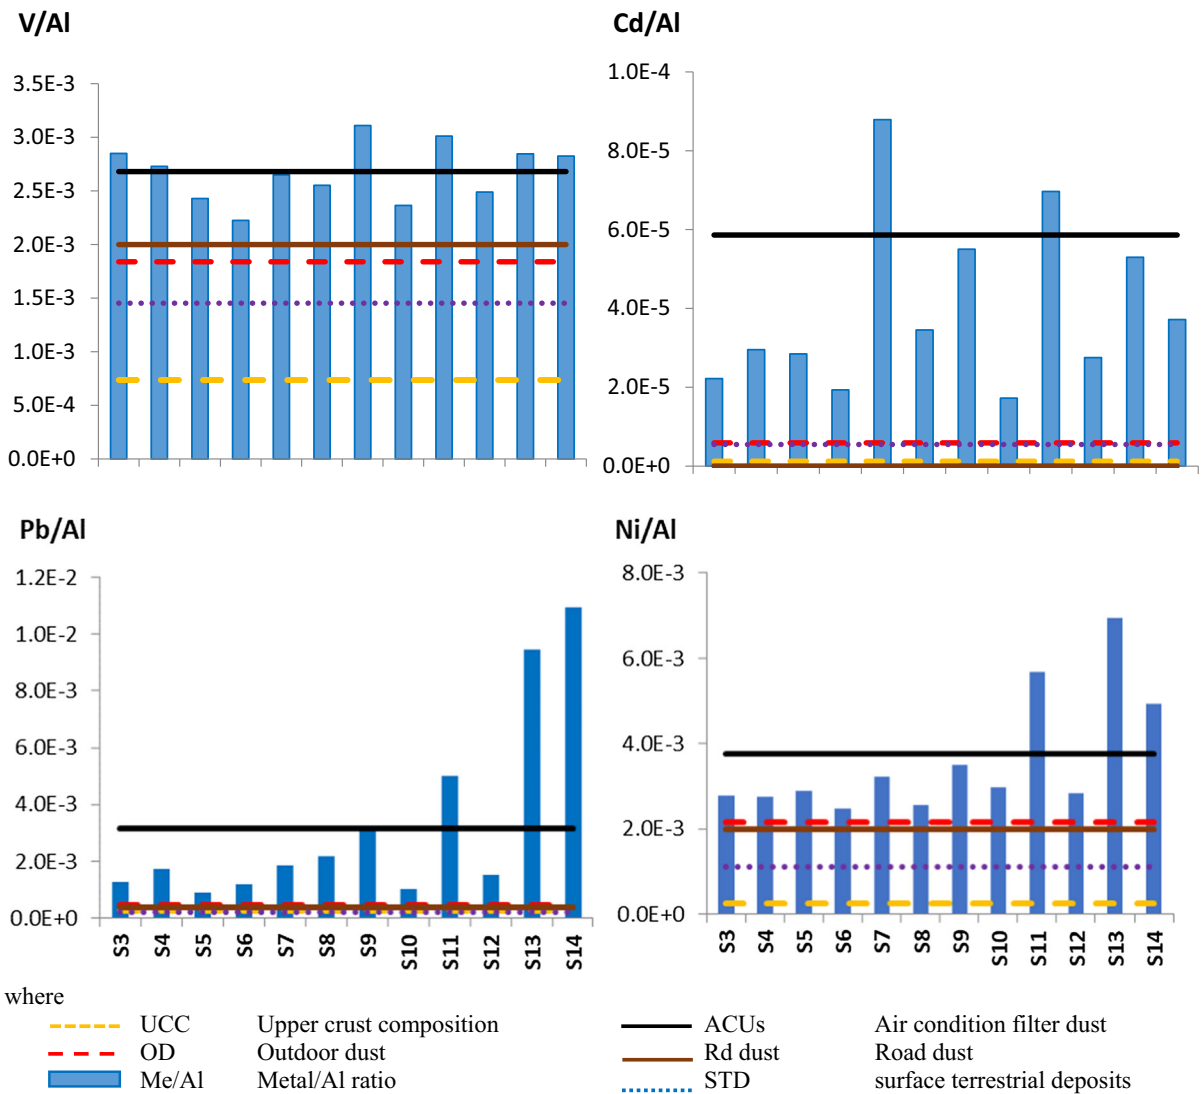 V/Al
3.5E-3
3.0E-3
2.5E-3
2.0E-3
1.5E-3
1.0E-3
5.0E-4
0.0E+0
Cd/Al
1.0E-4
8.0E-5
6.0E-5
4.0E-5
2.0E-5
0.0E+0
Pb/Al
1.2E-2
1.0E-2
8.0E-3
6.0E-3
4.0E-3
2.0E-3
0.0E+0
S3 S4 S5 S6 S7 S8 S9 S10 S11 S12 S13 S14
Ni/Al
8.0E-3
6.0E-3
4.0E-3
2.0E-3
0.0E+0
S3 S4 S5 S6 S7 S8 S9 S10 S11 S12 S13 S14
where
UCC Upper crust composition
OD Outdoor dust
Me/Al Metal/Al ratio
ACUs Air condition filter dust
Rd dust Road dust
STD surface terrestrial deposits